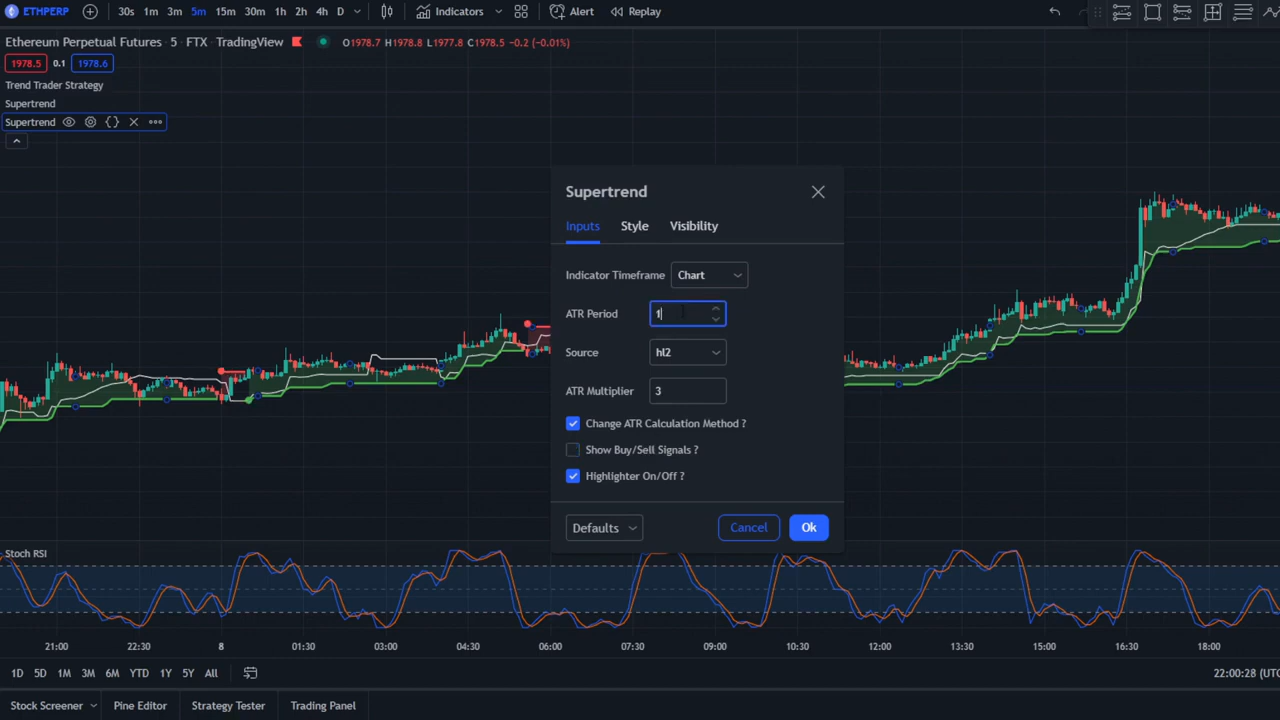 ETHPERP 30s 1m 3m 5m 15m 30m 1h 2h 4h D Indicators Alert Replay
Ethereum Perpetual Futures · 5 · FTX · TradingView O1978.7 H1978.8 L1977.8 C1978.5 -0.2 (-0.01%)
1978.5 0.1 1978.6
Trend Trader Strategy
Supertrend
Supertrend
Supertrend
Inputs Style Visibility
Indicator Timeframe Chart
ATR Period 1
Source hl2
ATR Multiplier 3
Change ATR Calculation Method ?
Show Buy/Sell Signals ?
Highlighter On/Off ?
Defaults Cancel Ok
Stoch RSI
21:00 22:30 8 01:30 03:00 04:30 06:00 07:30 09:00 10:30 12:00 13:30 15:00 16:30 18:00
1D 5D 1M 3M 6M YTD 1Y 5Y All 22:00:28 (UTC
Stock Screener Pine Editor Strategy Tester Trading Panel